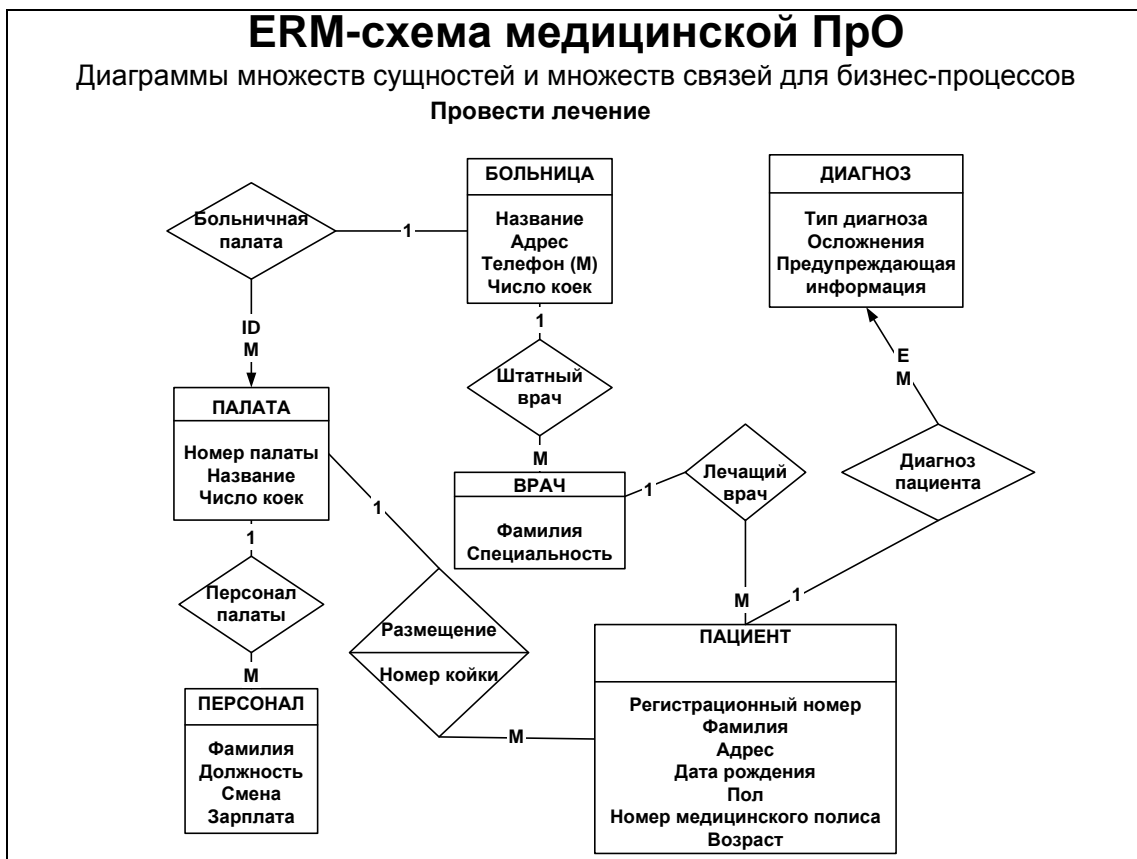 ERM-схема медицинской ПрО
Диаграммы множеств сущностей и множеств связей для бизнес-процессов
Провести лечение
Больничная
палата
1
БОЛЬНИЦА
Название
Адрес
Телефон (М)
Число коек
ДИАГНОЗ
Тип диагноза
Осложнения
Предупреждающая
информация
ID
M
1
Штатный
врач
M
E
M
ПАЛАТА
Номер палаты
Название
Число коек
1
ВРАЧ
Фамилия
Специальность
1
Лечащий
врач
Диагноз
пациента
1
Персонал
палаты
M
Размещение
Номер койки
M
M
1
ПЕРСОНАЛ
Фамилия
Должность
Смена
Зарплата
ПАЦИЕНТ
Регистрационный номер
Фамилия
Адрес
Дата рождения
Пол
Номер медицинского полиса
Возраст